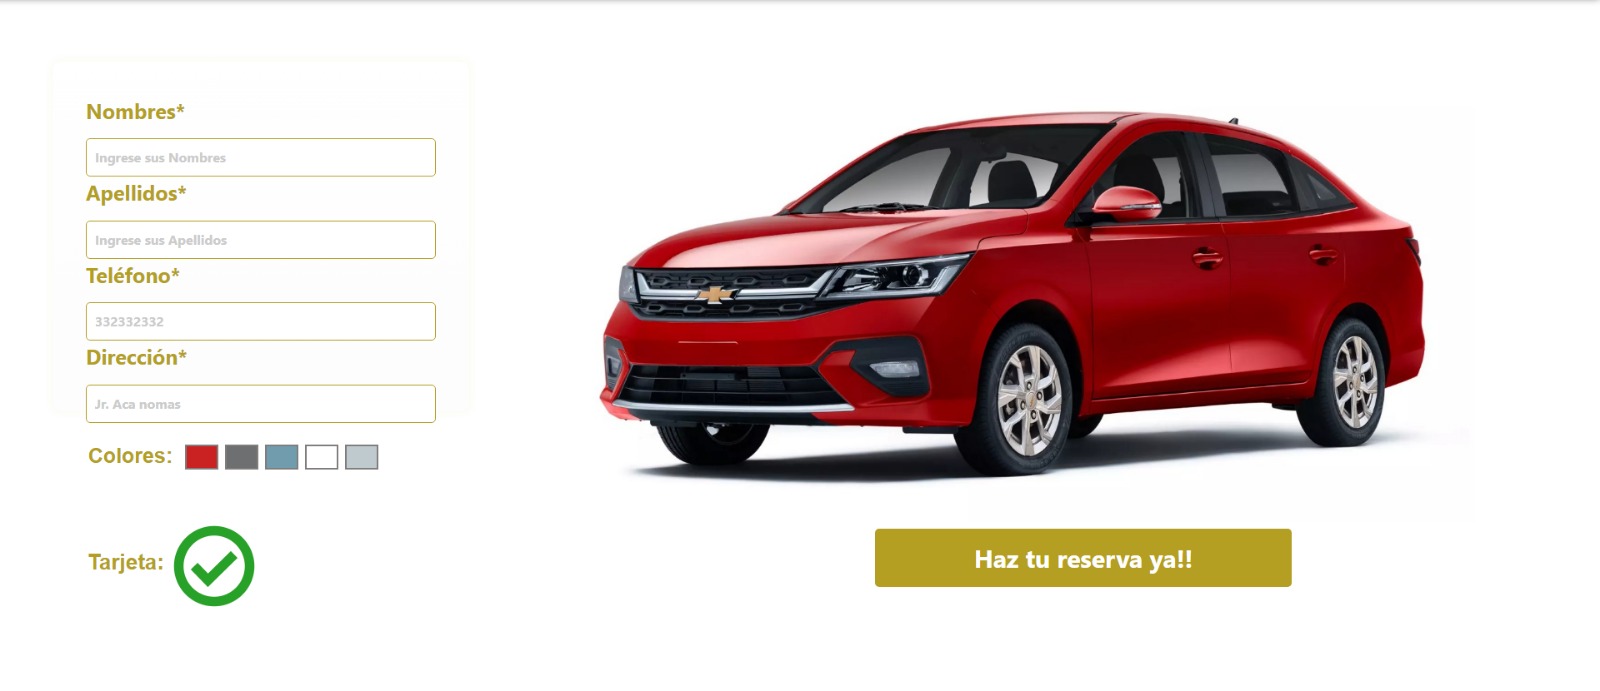 Nombres*
Ingrese sus Nombres
Apellidos*
Ingrese sus Apellidos
Teléfono*
332332332
Dirección*
Jr. Aca nomas
Colores:
Tarjeta:
Haz tu reserva ya!!